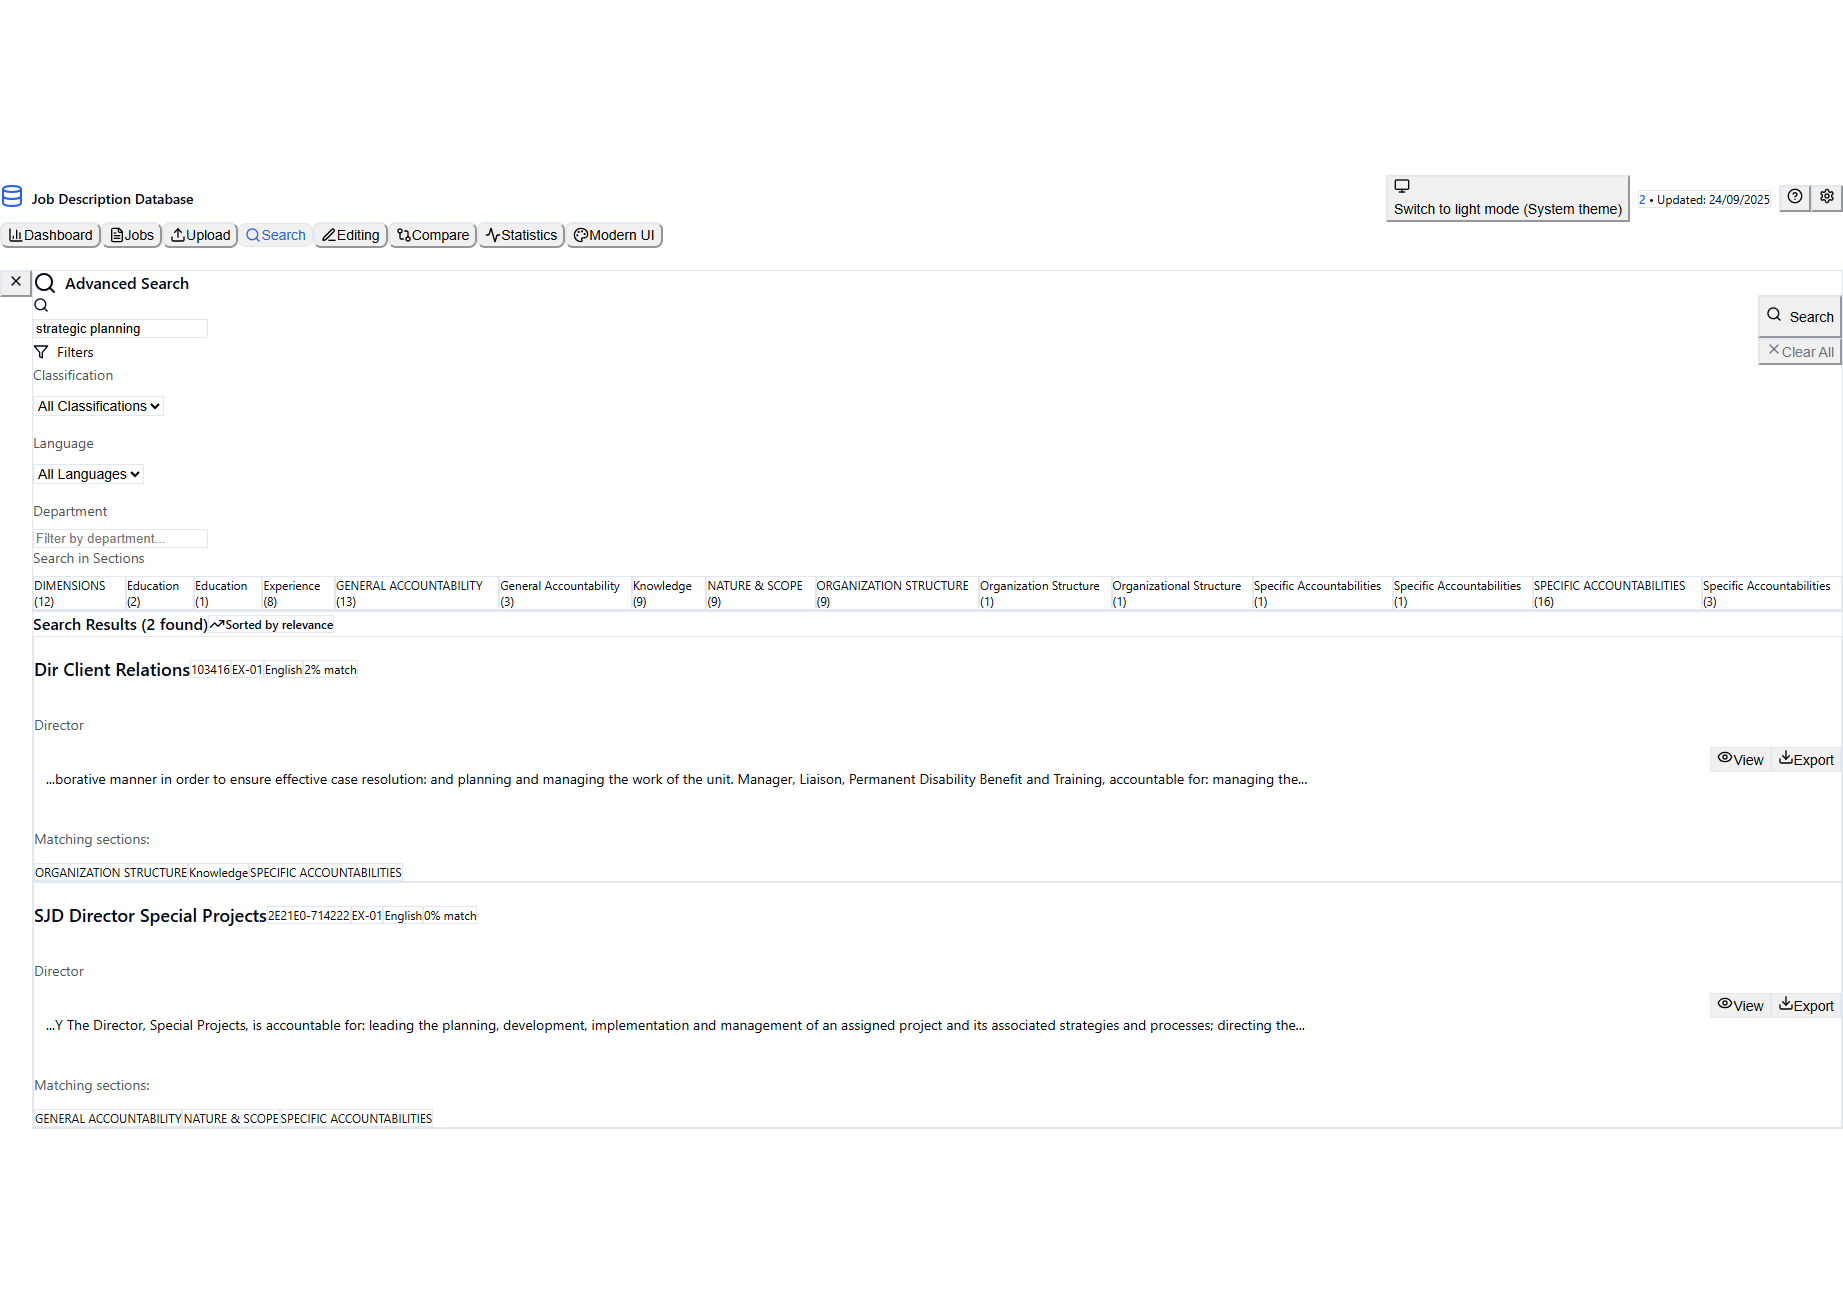 Job Description Database
Switch to light mode (System theme)
2 • Updated: 24/09/2025
Dashboard Jobs Upload Search Editing Compare Statistics Modern UI
Advanced Search
strategic planning
Search
Filters
Clear All
Classification
All Classifications
Language
All Languages
Department
Filter by department...
Search in Sections
DIMENSIONS (12)
Education (2)
Education (1)
Experience (8)
GENERAL ACCOUNTABILITY (13)
General Accountability (3)
Knowledge (9)
NATURE & SCOPE (9)
ORGANIZATION STRUCTURE (9)
Organization Structure (1)
Organizational Structure (1)
Specific Accountabilities (1)
Specific Accountabilities (1)
SPECIFIC ACCOUNTABILITIES (16)
Specific Accountabilities (3)
Search Results (2 found) Sorted by relevance
Dir Client Relations 103416 EX-01 English 2% match
Director
View Export
...borative manner in order to ensure effective case resolution: and planning and managing the work of the unit. Manager, Liaison, Permanent Disability Benefit and Training, accountable for: managing the...
Matching sections:
ORGANIZATION STRUCTURE Knowledge SPECIFIC ACCOUNTABILITIES
SJD Director Special Projects 2E21E0-714222 EX-01 English 0% match
Director
View Export
...Y The Director, Special Projects, is accountable for: leading the planning, development, implementation and management of an assigned project and its associated strategies and processes; directing the...
Matching sections:
GENERAL ACCOUNTABILITY NATURE & SCOPE SPECIFIC ACCOUNTABILITIES